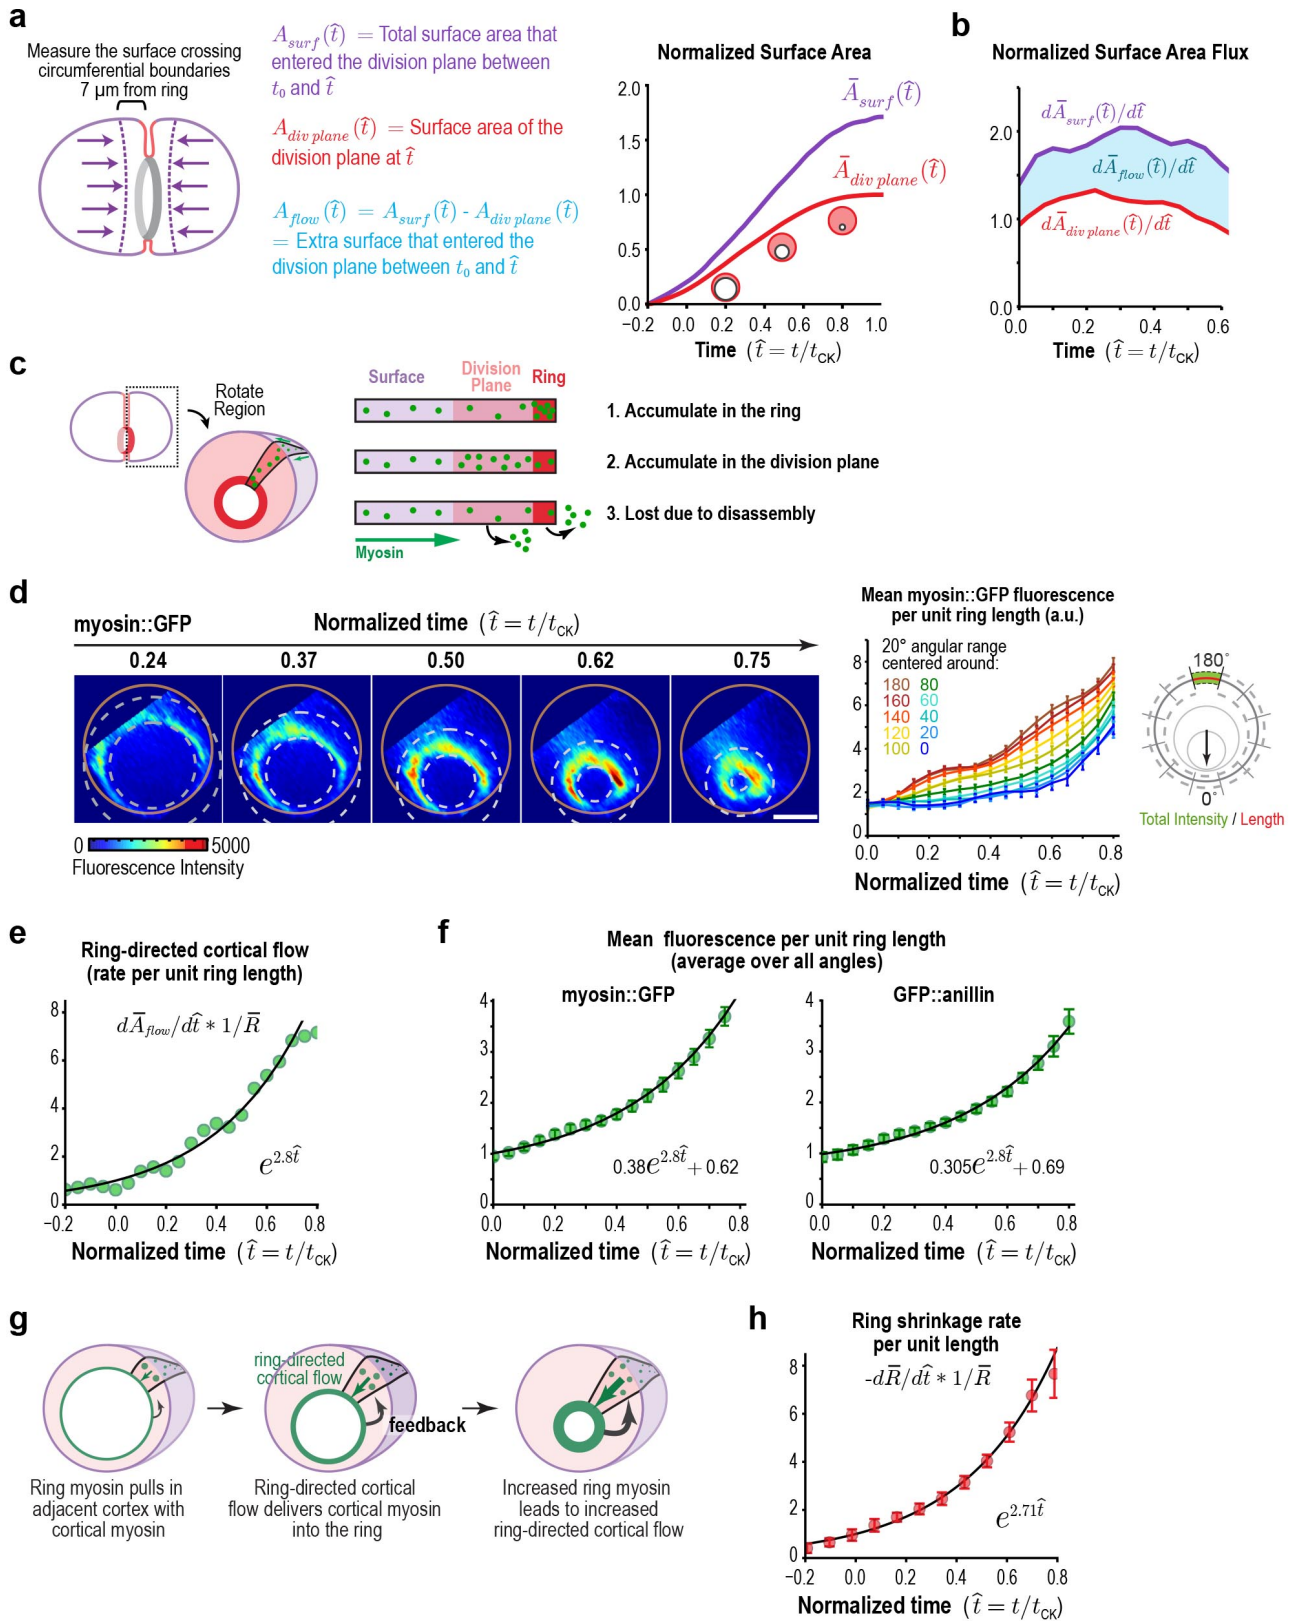 a
Measure the surface crossing
circumferential boundaries
7 µm from ring
A_surf(t̂) = Total surface area that
entered the division plane between
t₀ and t̂
A_div plane(t̂) = Surface area of the
division plane at t̂
A_flow(t̂) = A_surf(t̂) - A_div plane(t̂)
= Extra surface that entered the
divsion plane between t₀ and t̂
Normalized Surface Area
Ā_surf(t̂)
Ā_div plane(t̂)
2.0
1.5
1.0
0.5
0.0
−0.2 0.0 0.2 0.4 0.6 0.8 1.0
Time (t̂ = t/t_CK)
b
Normalized Surface Area Flux
dĀ_surf(t̂)/dt̂
dĀ_flow(t̂)/dt̂
dĀ_div plane(t̂)/dt̂
2.0
1.0
0.0
0.0 0.2 0.4 0.6
Time (t̂ = t/t_CK)
c
Rotate
Region
Surface
Division
Plane
Ring
1. Accumulate in the ring
2. Accumulate in the division plane
3. Lost due to disassembly
Myosin
d
myosin::GFP
Normalized time (t̂ = t/t_CK)
0.24 0.37 0.50 0.62 0.75
0 5000
Fluorescence Intensity
Mean myosin::GFP fluorescence
per unit ring length (a.u.)
20° angular range
centered around:
180 80
160 60
140 40
120 20
100 0
8
6
4
2
0
0.0 0.2 0.4 0.6 0.8
Normalized time (t̂ = t/t_CK)
180°
0°
Total Intensity / Length
e
Ring-directed cortical flow
(rate per unit ring length)
dĀ_flow/dt̂ * 1/R̄
8
6
4
2
0
e^2.8t̂
−0.2 0.0 0.2 0.4 0.6 0.8
Normalized time (t̂ = t/t_CK)
f
Mean fluorescence per unit ring length
(average over all angles)
myosin::GFP
4
3
2
1
0
0.38e^2.8t̂ + 0.62
0.0 0.2 0.4 0.6 0.8
Normalized time (t̂ = t/t_CK)
GFP::anillin
4
3
2
1
0
0.305e^2.8t̂ + 0.69
0.0 0.2 0.4 0.6 0.8
Normalized time (t̂ = t/t_CK)
g
ring-directed
cortical flow
feedback
Ring myosin pulls in
adjacent cortex with
cortical myosin
Ring-directed cortical
flow delivers cortical myosin
into the ring
Increased ring myosin
leads to increased
ring-directed cortical flow
h
Ring shrinkage rate
per unit length
-dR̄/dt̂ * 1/R̄
8
6
4
2
0
e^2.71t̂
−0.2 0.0 0.2 0.4 0.6 0.8
Normalized time (t̂ = t/t_CK)